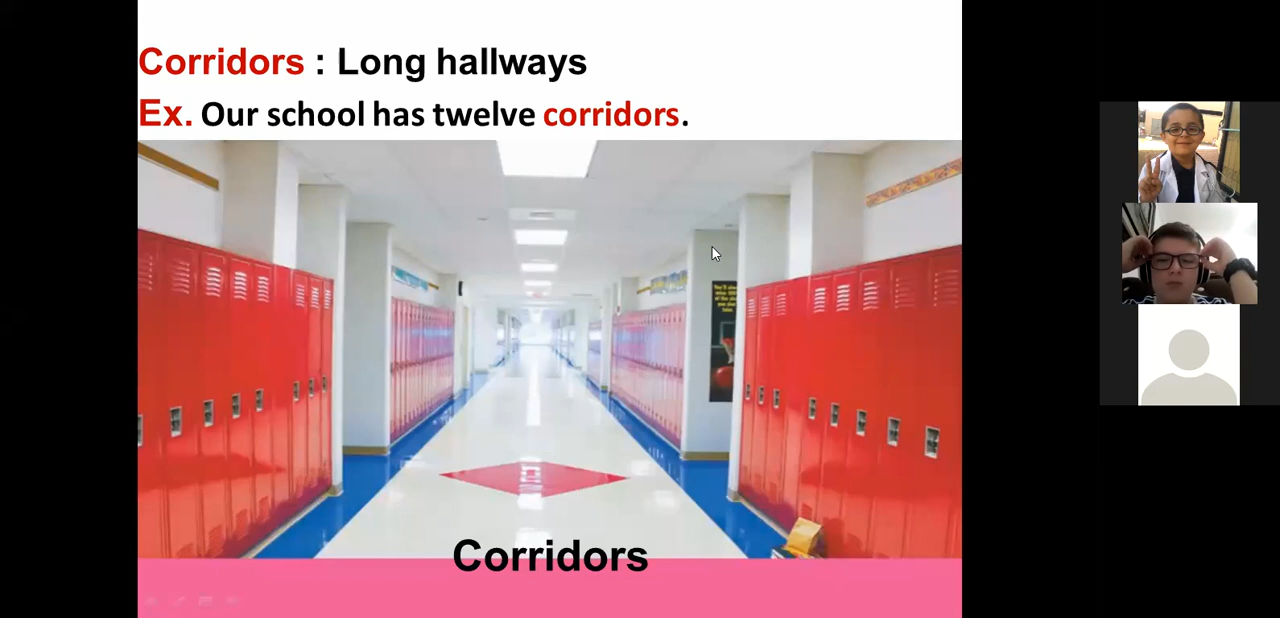 Corridors : Long hallways
Ex. Our school has twelve corridors.
Corridors